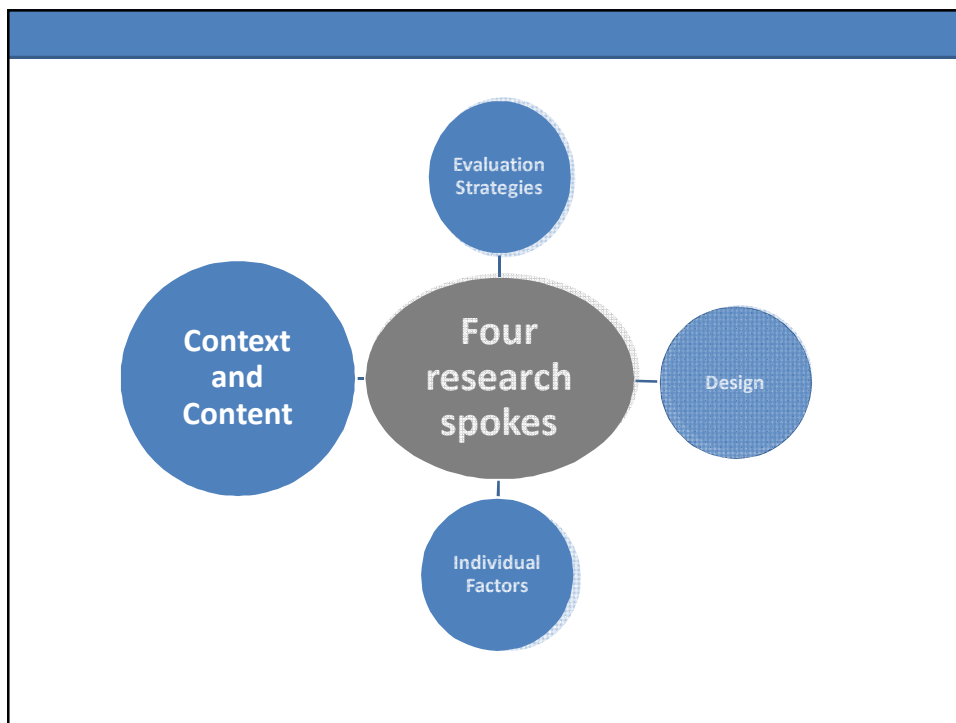 Evaluation
Strategies
Context
and
Content
Four
research
spokes
Design
Individual
Factors